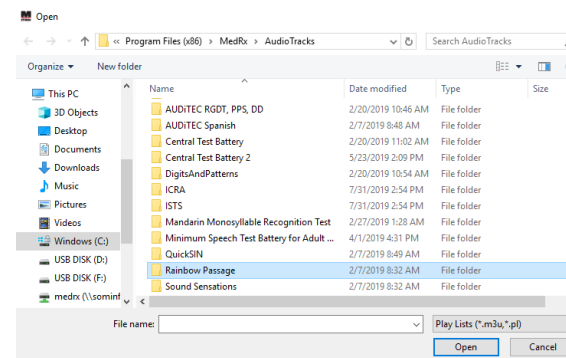 Open
« Program Files (x86) > MedRx > AudioTracks
Search AudioTracks
Organize
New folder
Name Date modified Type Size
This PC
3D Objects
Desktop
Documents
Downloads
Music
Pictures
Videos
Windows (C:)
USB DISK (D:)
USB DISK (F:)
medrx (\\sominf
AUDiTEC RGDT, PPS, DD 2/20/2019 10:46 AM File folder
AUDiTEC Spanish 2/7/2019 8:48 AM File folder
Central Test Battery 2/20/2019 11:02 AM File folder
Central Test Battery 2 5/23/2019 2:09 PM File folder
DigitsAndPatterns 2/20/2019 10:54 AM File folder
ICRA 7/31/2019 2:54 PM File folder
ISTS 7/31/2019 2:54 PM File folder
Mandarin Monosyllable Recognition Test 2/27/2019 1:28 AM File folder
Minimum Speech Test Battery for Adult ... 4/1/2019 4:31 PM File folder
QuickSIN 2/7/2019 8:49 AM File folder
Rainbow Passage 2/7/2019 8:32 AM File folder
Sound Sensations 2/7/2019 8:32 AM File folder
File name:
Play Lists (*.m3u,*.pl)
Open
Cancel